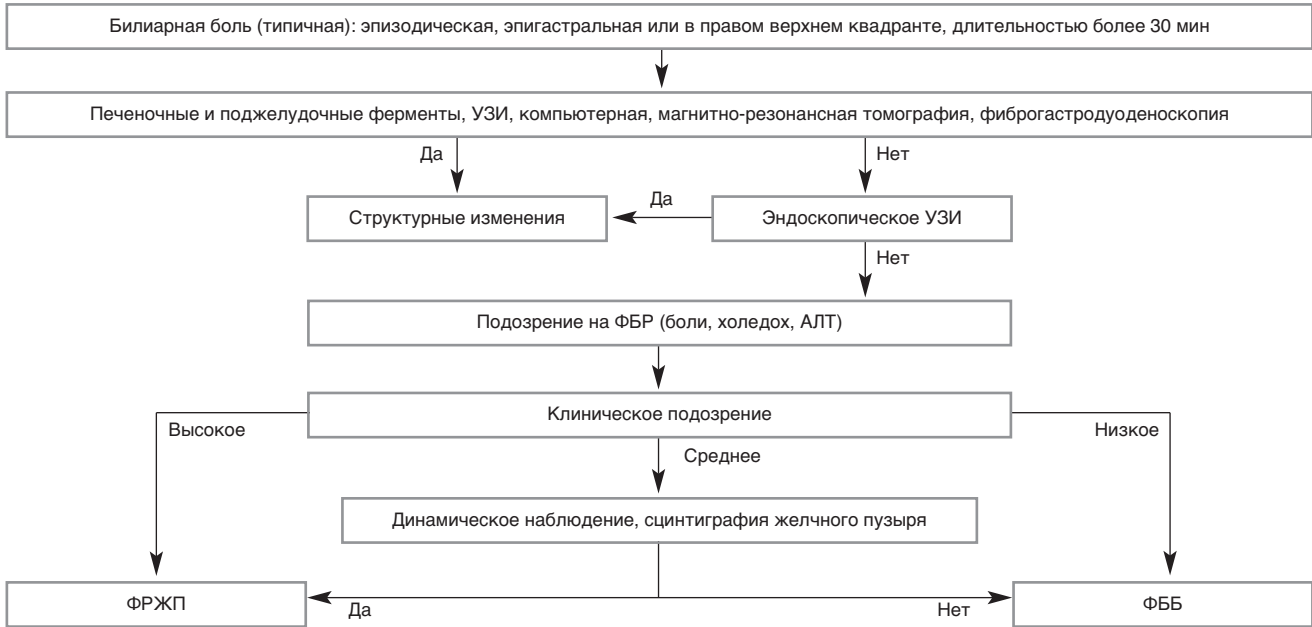 Билиарная боль (типичная): эпизодическая, эпигастральная или в правом верхнем квадранте, длительностью более 30 мин
Печеночные и поджелудочные ферменты, УЗИ, компьютерная, магнитно-резонансная томография, фиброгастродуоденоскопия
Да
Нет
Структурные изменения
Да
Эндоскопическое УЗИ
Нет
Подозрение на ФБР (боли, холедох, АЛТ)
Клиническое подозрение
Высокое
Низкое
Среднее
Динамическое наблюдение, сцинтиграфия желчного пузыря
ФРЖП
Да
Нет
ФББ